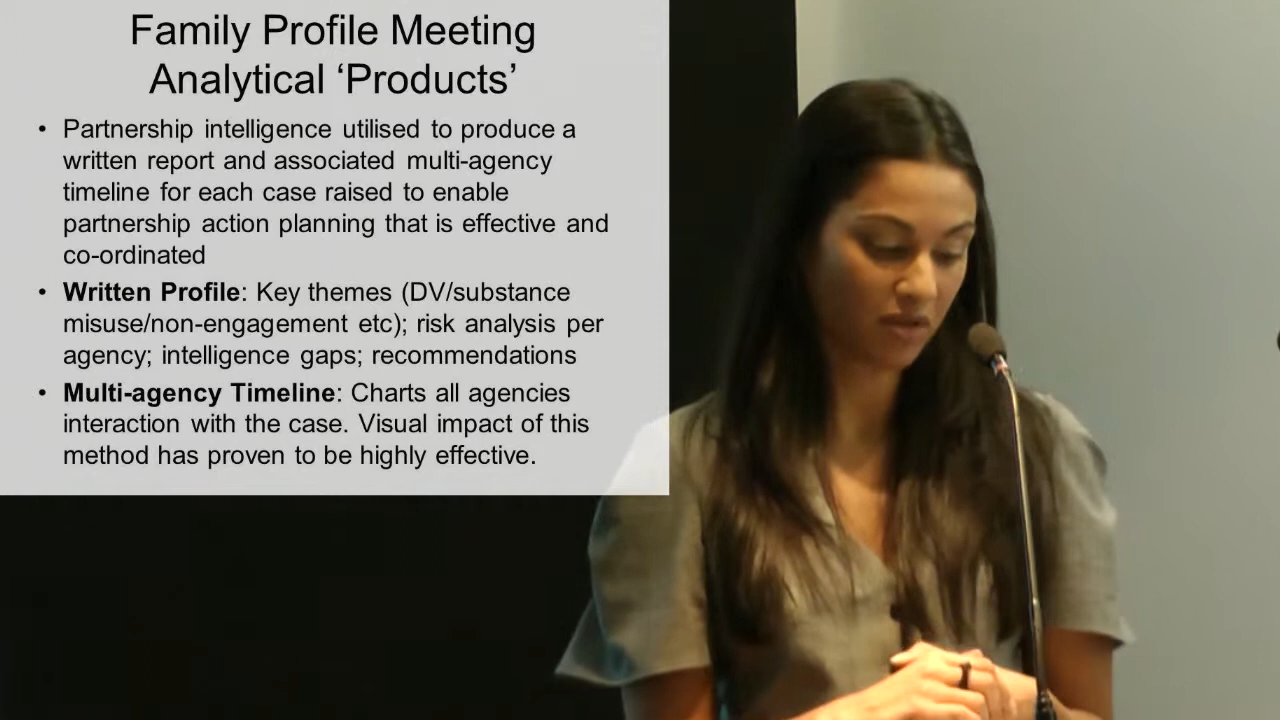 Family Profile Meeting
Analytical ‘Products’
• Partnership intelligence utilised to produce a
written report and associated multi-agency
timeline for each case raised to enable
partnership action planning that is effective and
co-ordinated
• Written Profile: Key themes (DV/substance
misuse/non-engagement etc); risk analysis per
agency; intelligence gaps; recommendations
• Multi-agency Timeline: Charts all agencies
interaction with the case. Visual impact of this
method has proven to be highly effective.